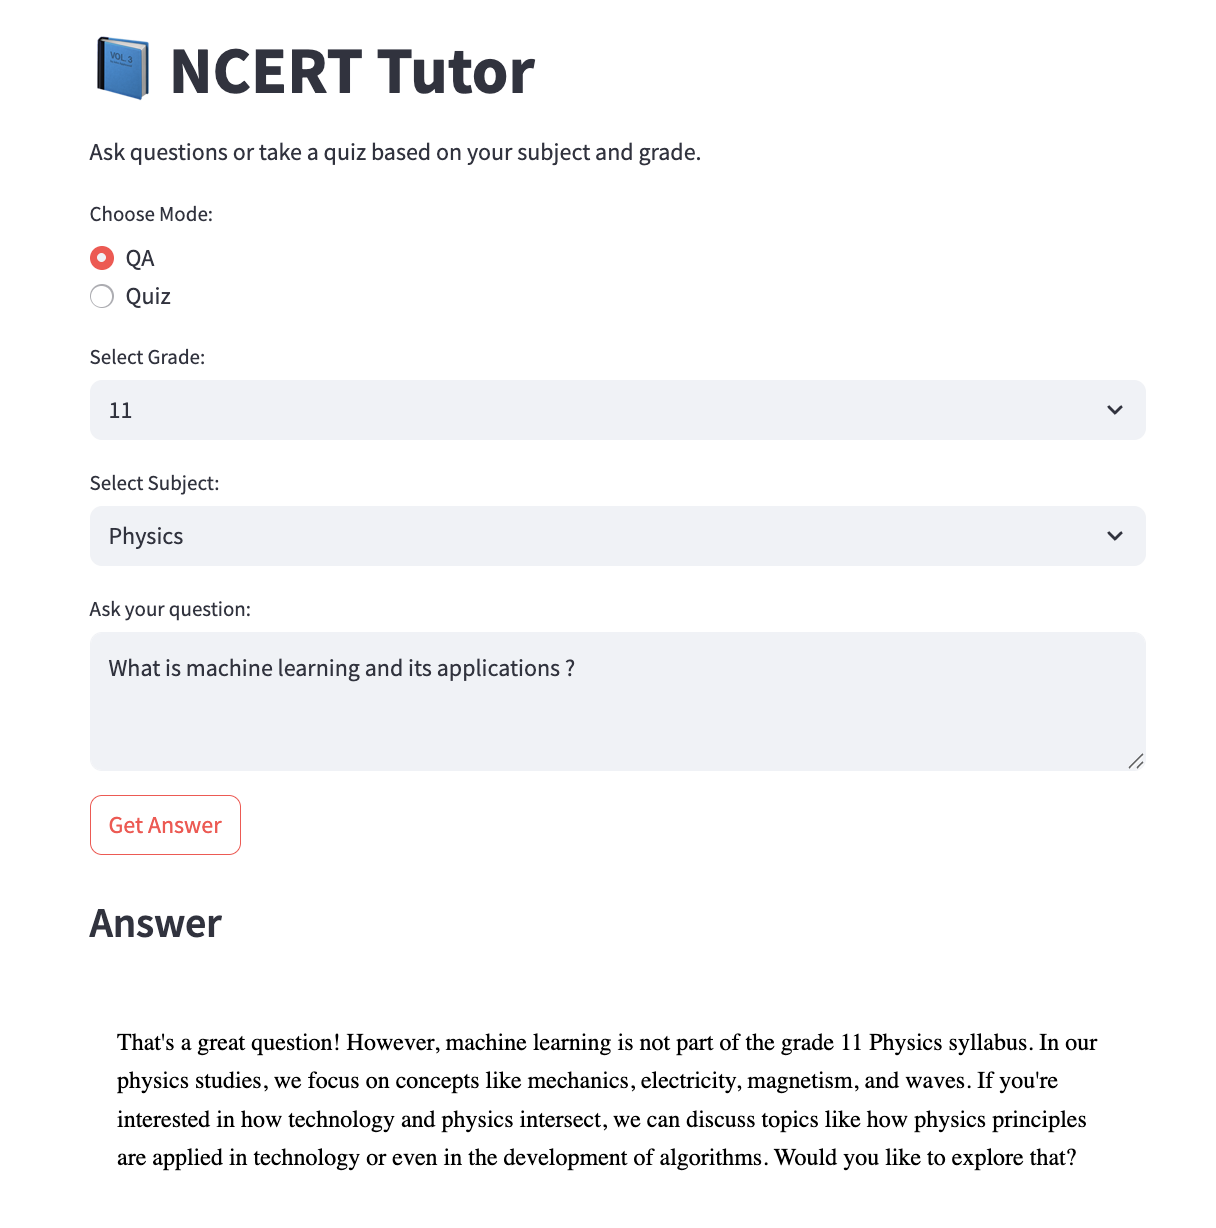 VOL. 3
NCERT Tutor
Ask questions or take a quiz based on your subject and grade.
Choose Mode:
QA
Quiz
Select Grade:
11
Select Subject:
Physics
Ask your question:
What is machine learning and its applications ?
Get Answer
Answer
That's a great question! However, machine learning is not part of the grade 11 Physics syllabus. In our
physics studies, we focus on concepts like mechanics, electricity, magnetism, and waves. If you're
interested in how technology and physics intersect, we can discuss topics like how physics principles
are applied in technology or even in the development of algorithms. Would you like to explore that?